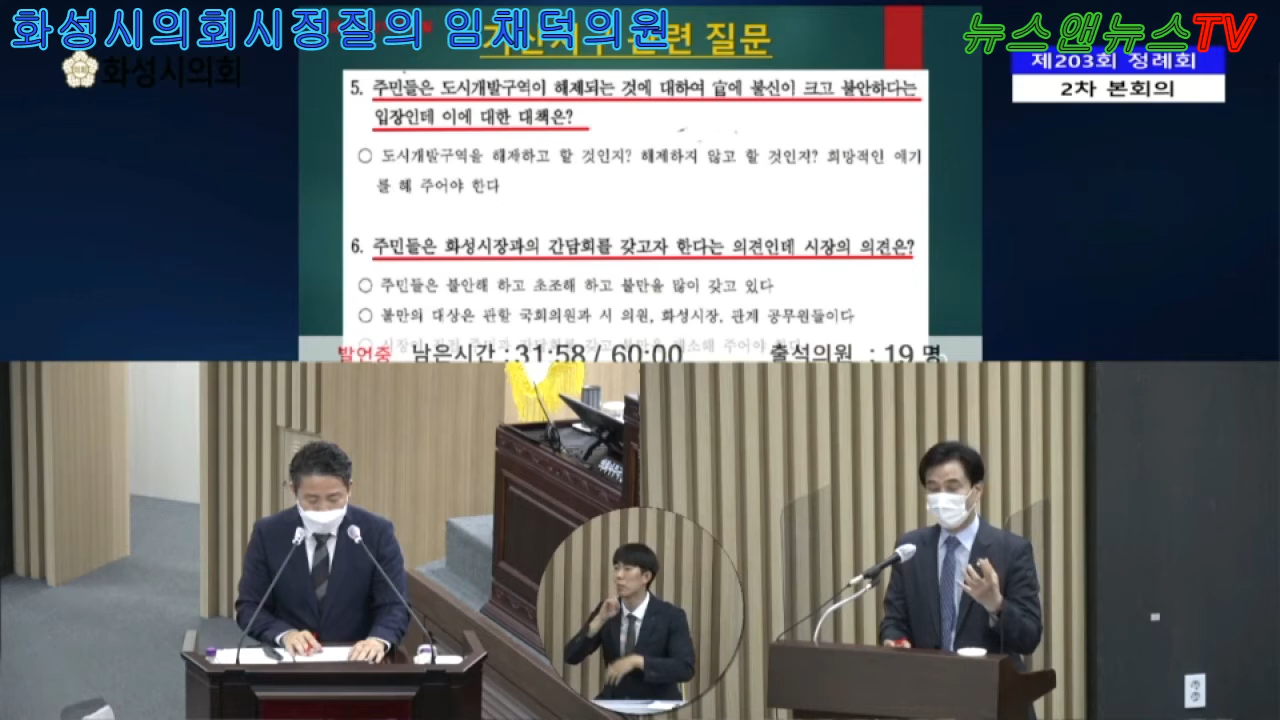 화성시의회시정질의 임채덕의원
뉴스앤뉴스TV
화성시의회
련 질문
제203회 정례회
2차 본회의
5. 주민들은 도시개발구역이 해제되는 것에 대하여 官에 불신이 크고 불안하다는
입장인데 이에 대한 대책은?
○ 도시개발구역을 해제하고 할 것인지? 해제하지 않고 할 것인지? 희망적인 얘기
를 해 주어야 한다
6. 주민들은 화성시장과의 간담회를 갖고자 한다는 의견인데 시장의 의견은?
○ 주민들은 불안해 하고 초조해 하고 불만을 많이 갖고 있다
○ 불만의 대상은 관할 국회의원과 시 의원, 화성시장, 관계 공무원들이다
발언중 남은시간 : 31:58 / 60:00 출석의원 : 19 명